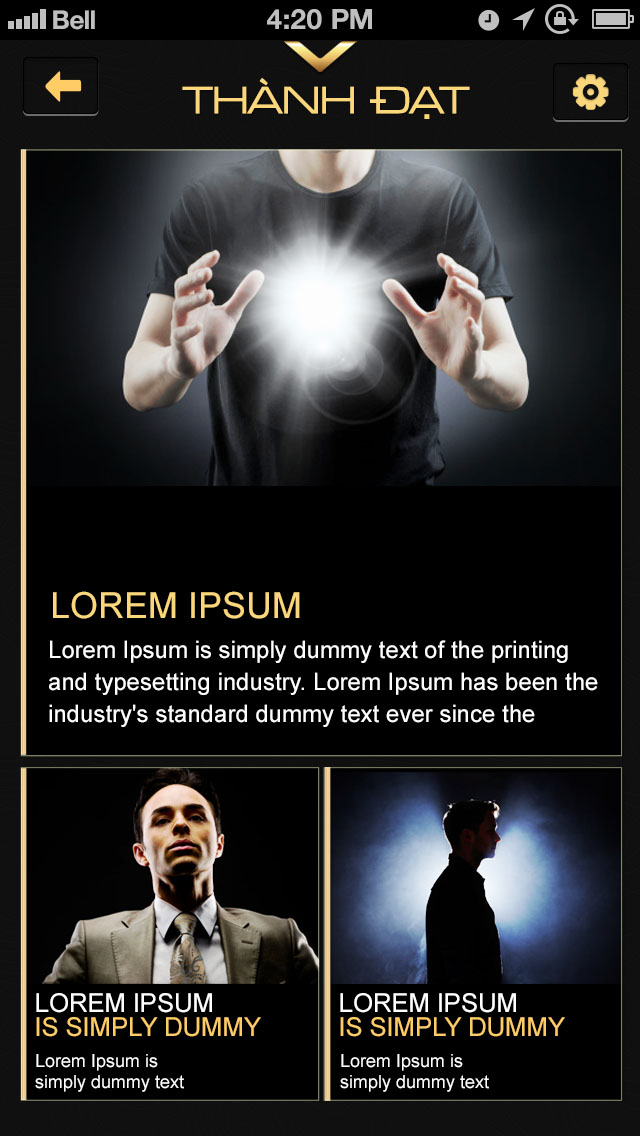 Bell 4:20 PM
THÀNH ĐẠT
LOREM IPSUM
Lorem Ipsum is simply dummy text of the printing
and typesetting industry. Lorem Ipsum has been the
industry's standard dummy text ever since the
LOREM IPSUM
IS SIMPLY DUMMY
Lorem Ipsum is
simply dummy text
LOREM IPSUM
IS SIMPLY DUMMY
Lorem Ipsum is
simply dummy text